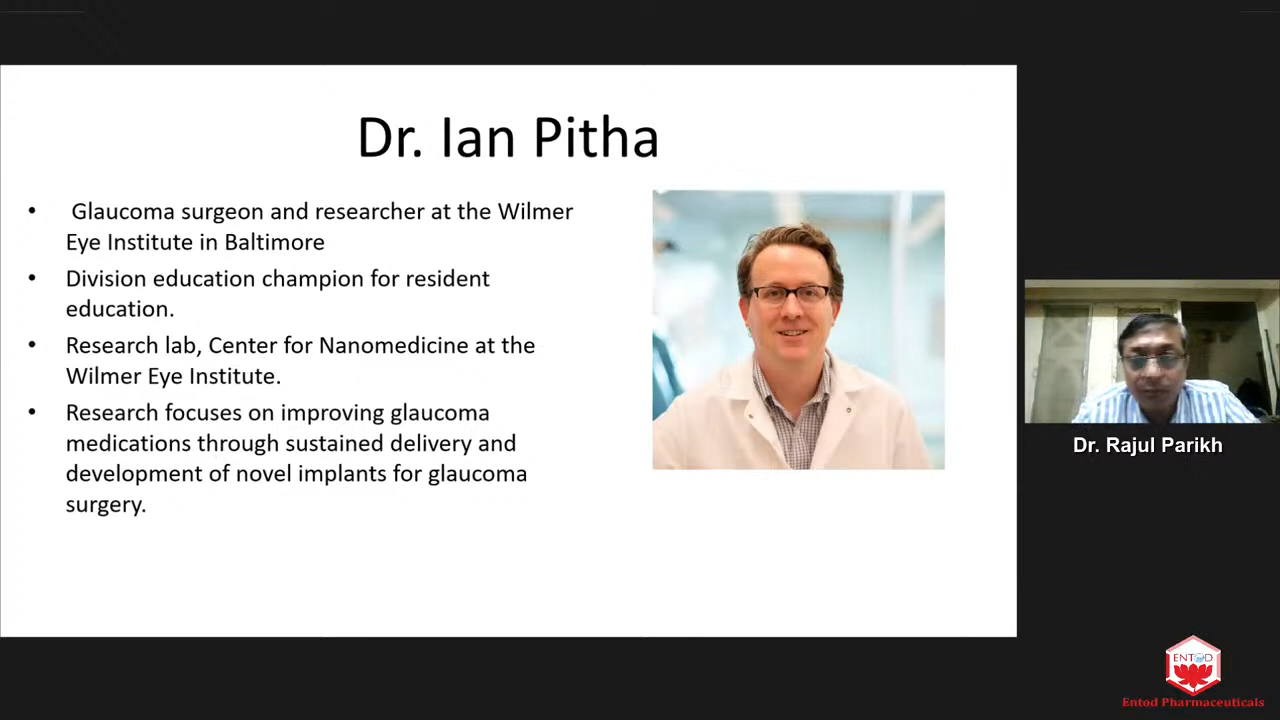 Dr. Ian Pitha
• Glaucoma surgeon and researcher at the Wilmer
Eye Institute in Baltimore
• Division education champion for resident
education.
• Research lab, Center for Nanomedicine at the
Wilmer Eye Institute.
• Research focuses on improving glaucoma
medications through sustained delivery and
development of novel implants for glaucoma
surgery.
Dr. Rajul Parikh
ENTOD
Entod Pharmaceuticals